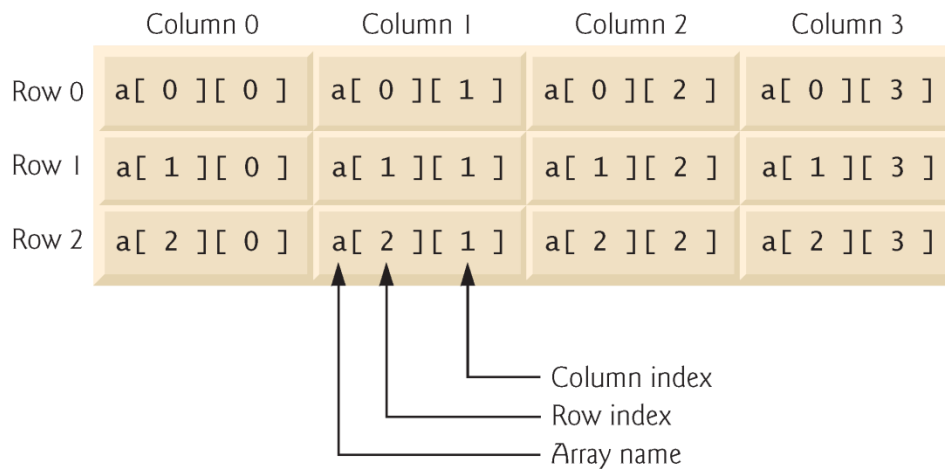 Column 0 Column 1 Column 2 Column 3
Row 0 a[ 0 ][ 0 ] a[ 0 ][ 1 ] a[ 0 ][ 2 ] a[ 0 ][ 3 ]
Row 1 a[ 1 ][ 0 ] a[ 1 ][ 1 ] a[ 1 ][ 2 ] a[ 1 ][ 3 ]
Row 2 a[ 2 ][ 0 ] a[ 2 ][ 1 ] a[ 2 ][ 2 ] a[ 2 ][ 3 ]
Column index
Row index
Array name